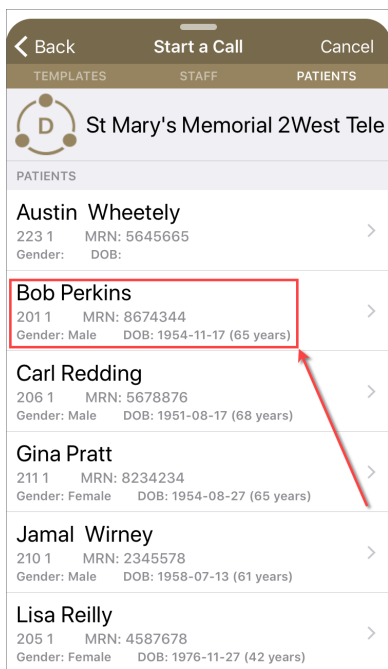 Back Start a Call Cancel
TEMPLATES STAFF PATIENTS
D St Mary's Memorial 2West Tele
PATIENTS
Austin Wheetely
223 1 MRN: 5645665
Gender: DOB:
Bob Perkins
201 1 MRN: 8674344
Gender: Male DOB: 1954-11-17 (65 years)
Carl Redding
206 1 MRN: 5678876
Gender: Male DOB: 1951-08-17 (68 years)
Gina Pratt
211 1 MRN: 8234234
Gender: Female DOB: 1954-08-27 (65 years)
Jamal Wirney
210 1 MRN: 2345578
Gender: Male DOB: 1958-07-13 (61 years)
Lisa Reilly
205 1 MRN: 4587678
Gender: Female DOB: 1976-11-27 (42 years)